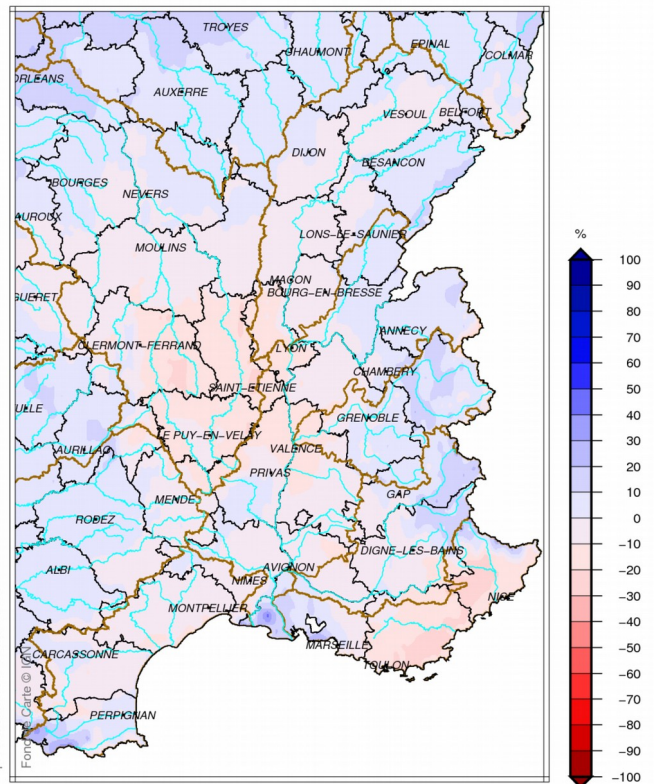 TROYES
CHAUMONT
EPINAL
COLMAR
ORLEANS
AUXERRE
VESOUL
BELFORT
DIJON
BESANCON
BOURGES
NEVERS
AUROUX
LONS-LE-SAUNIER
MOULINS
MACON
BOURG-EN-BRESSE
GUERET
ANNECY
CLERMONT-FERRAND
LYON
CHAMBERY
SAINT-ETIENNE
ULLE
GRENOBLE
LE PUY-EN-VELAY
AURILLAC
VALENCE
PRIVAS
MENDE
GAP
RODEZ
DIGNE-LES-BAINS
ALBI
AVIGNON
NIMES
NICE
MONTPELLIER
MARSEILLE
CARCASSONNE
TOULON
PERPIGNAN
Fond de Carte © IGN
%
100
90
80
70
60
50
40
30
20
10
0
-10
-20
-30
-40
-50
-60
-70
-80
-90
-100